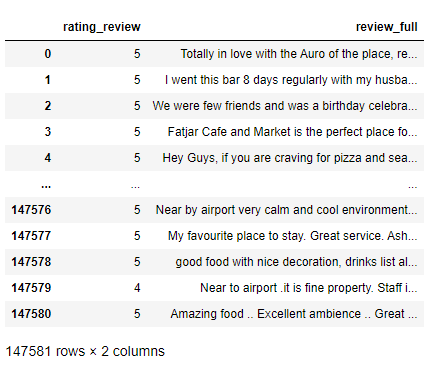 rating_review review_full
0 5 Totally in love with the Auro of the place, re...
1 5 I went this bar 8 days regularly with my husba...
2 5 We were few friends and was a birthday celebra...
3 5 Fatjar Cafe and Market is the perfect place fo...
4 5 Hey Guys, if you are craving for pizza and sea...
... ... ...
147576 5 Near by airport very calm and cool environment...
147577 5 My favourite place to stay. Great service. Ash...
147578 5 good food with nice decoration, drinks list al...
147579 4 Near to airport .it is fine property. Staff i...
147580 5 Amazing food .. Excellent ambience .. Great ...
147581 rows × 2 columns